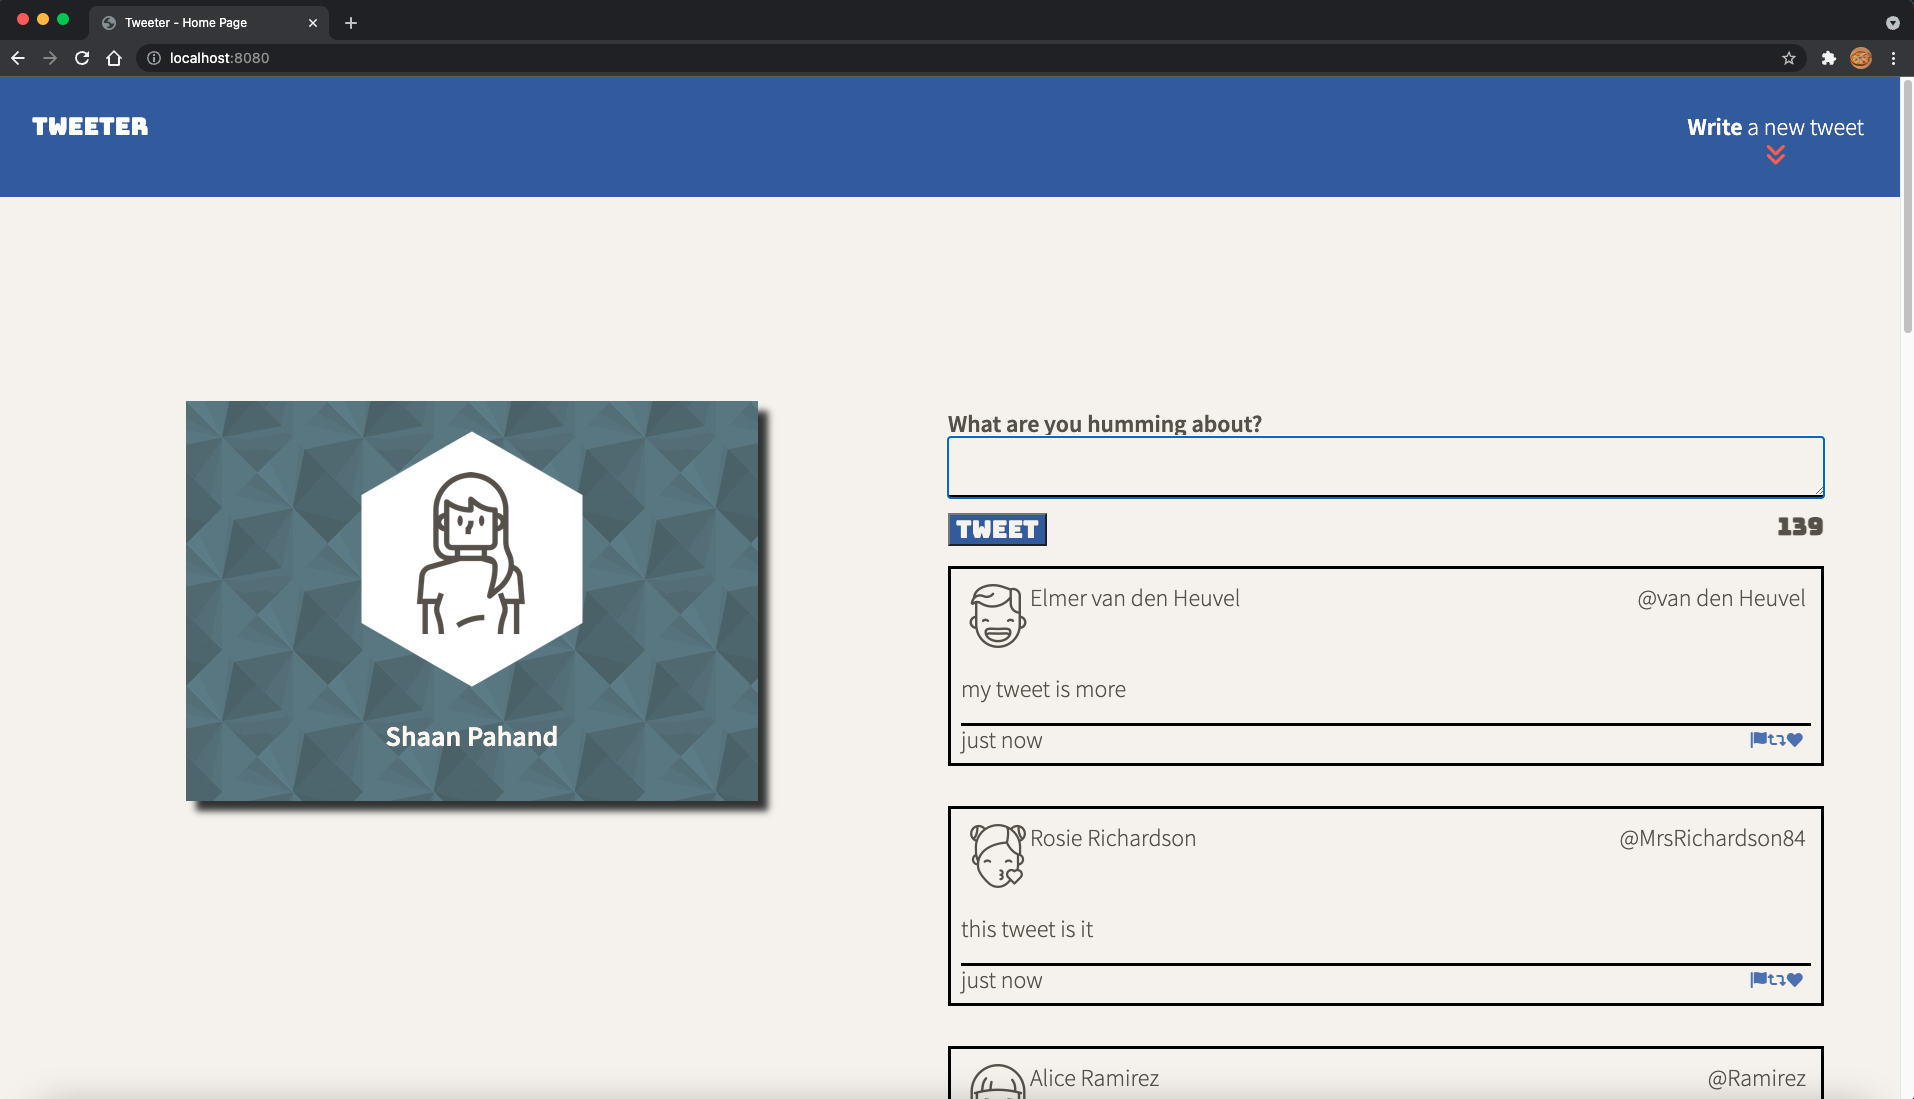 Tweeter - Home Page
localhost:8080
TWEETER
Write a new tweet
Shaan Pahand
What are you humming about?
TWEET
139
Elmer van den Heuvel
@van den Heuvel
my tweet is more
just now
Rosie Richardson
@MrsRichardson84
this tweet is it
just now
Alice Ramirez
@Ramirez